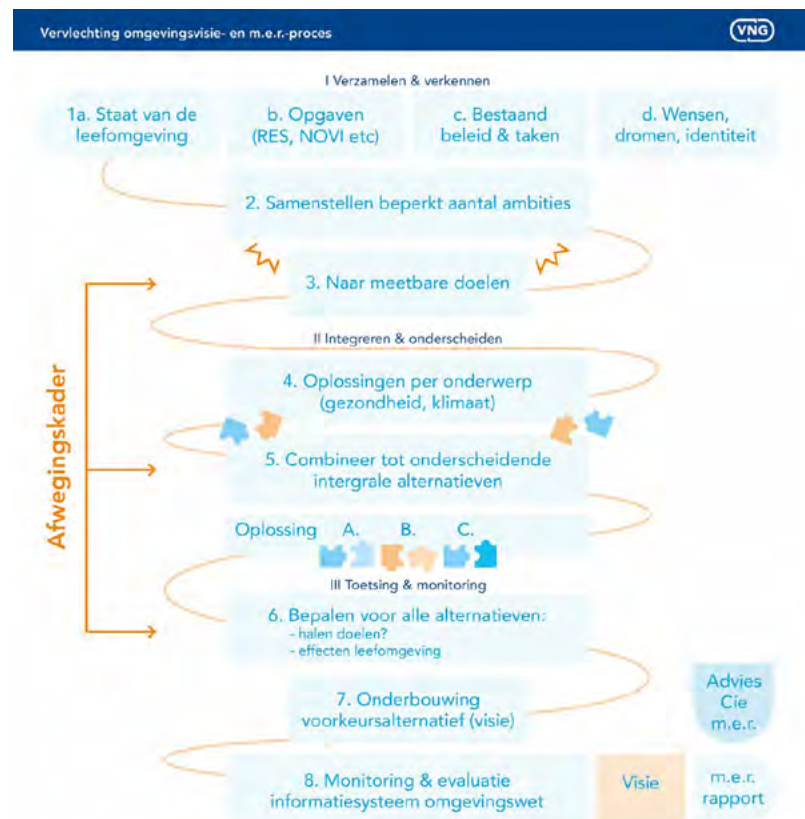 Vervlechting omgevingsvisie- en m.e.r.-proces
VNG
I Verzamelen & verkennen
1a. Staat van de
leefomgeving
b. Opgaven
(RES, NOVI etc)
c. Bestaand
beleid & taken
d. Wensen,
dromen, identiteit
2. Samenstellen beperkt aantal ambities
3. Naar meetbare doelen
II Integreren & onderscheiden
4. Oplossingen per onderwerp
(gezondheid, klimaat)
5. Combineer tot onderscheidende
intergrale alternatieven
Oplossing A. B. C.
III Toetsing & monitoring
6. Bepalen voor alle alternatieven:
- halen doelen?
- effecten leefomgeving
7. Onderbouwing
voorkeursalternatief (visie)
8. Monitoring & evaluatie
informatiesysteem omgevingswet
Afwegingskader
Advies
Cie
m.e.r.
Visie
m.e.r.
rapport